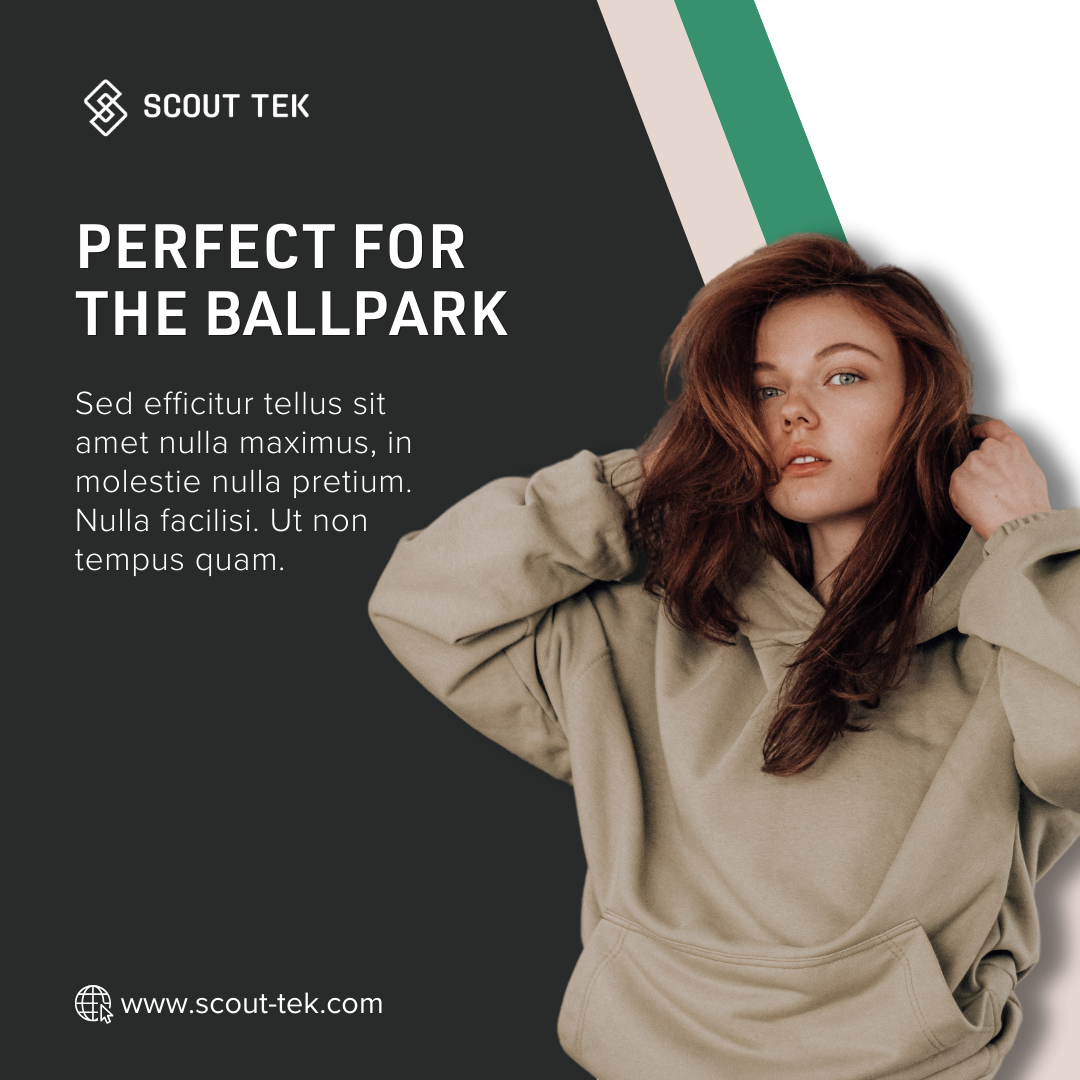 SCOUT TEK
PERFECT FOR
THE BALLPARK
Sed efficitur tellus sit
amet nulla maximus, in
molestie nulla pretium.
Nulla facilisi. Ut non
tempus quam.
www.scout-tek.com